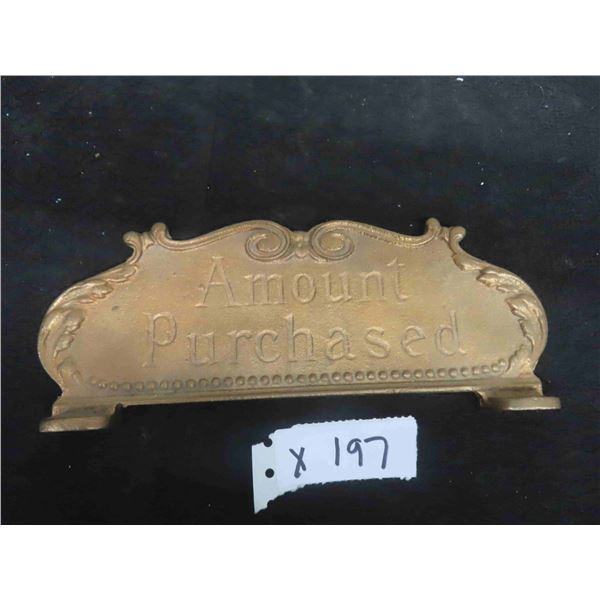 Amount
Purchased
X 197